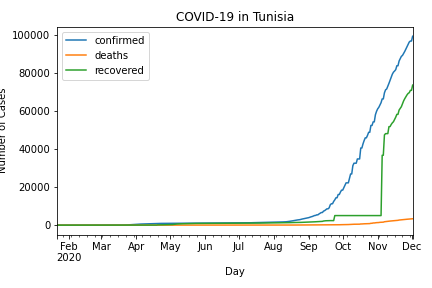 COVID-19 in Tunisia
confirmed
deaths
recovered
100000
80000
60000
40000
20000
0
Number of Cases
Feb Mar Apr May Jun Jul Aug Sep Oct Nov Dec
2020
Day